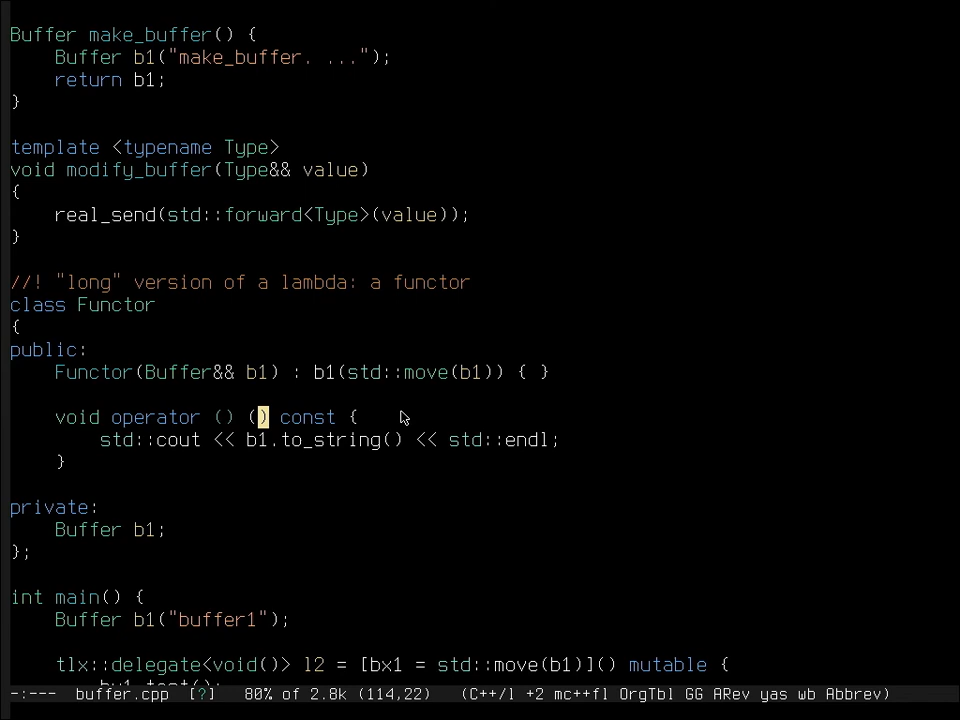 Buffer make_buffer() {
    Buffer b1("make_buffer. ...");
    return b1;
}

template <typename Type>
void modify_buffer(Type&& value)
{
    real_send(std::forward<Type>(value));
}

//! "long" version of a lambda: a functor
class Functor
{
public:
    Functor(Buffer&& b1) : b1(std::move(b1)) { }

    void operator () () const {
        std::cout << b1.to_string() << std::endl;
    }

private:
    Buffer b1;
};

int main() {
    Buffer b1("buffer1");

    tlx::delegate<void()> l2 = [bx1 = std::move(b1)]() mutable {
-:--- buffer.cpp [?] 80% of 2.8k (114,22) (C++/l +2 mc++fl OrgTbl GG ARev yas wb Abbrev)